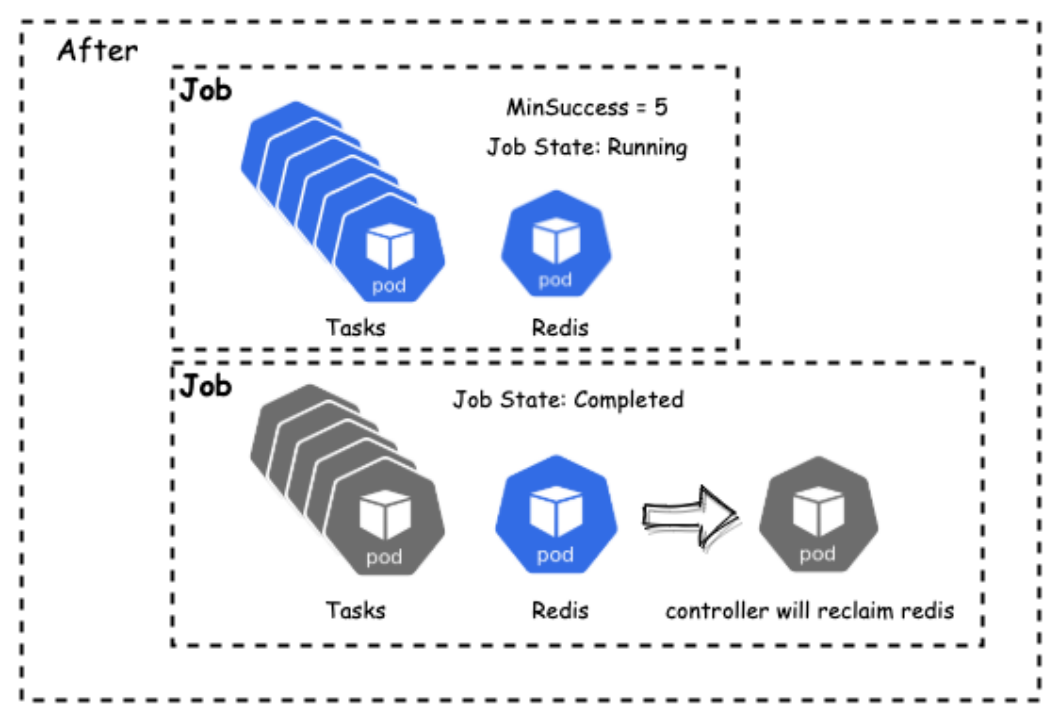 After
Job
MinSuccess = 5
Job State: Running
pod
pod
Tasks
Redis
Job
Job State: Completed
pod
pod
pod
Tasks
Redis
controller will reclaim redis